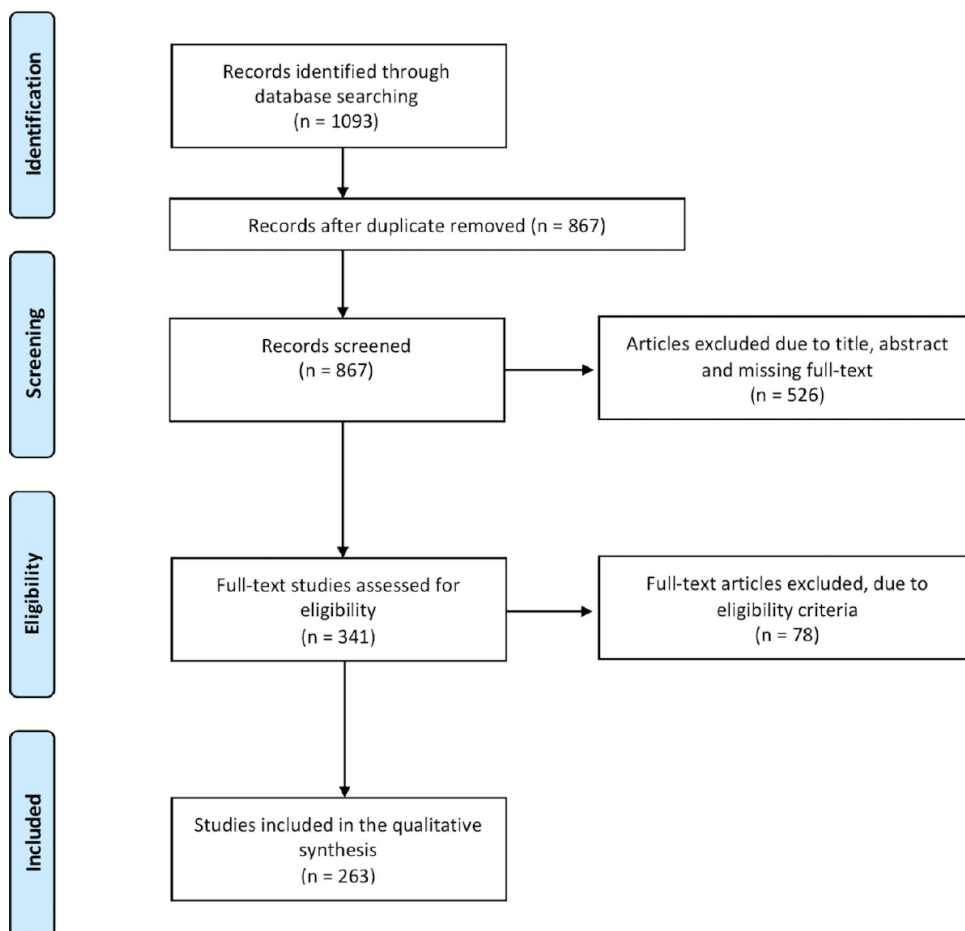 Identification
Records identified through
database searching
(n = 1093)
Records after duplicate removed (n = 867)
Screening
Records screened
(n = 867)
Articles excluded due to title, abstract
and missing full-text
(n = 526)
Eligibility
Full-text studies assessed for
eligibility
(n = 341)
Full-text articles excluded, due to
eligibility criteria
(n = 78)
Included
Studies included in the qualitative
synthesis
(n = 263)